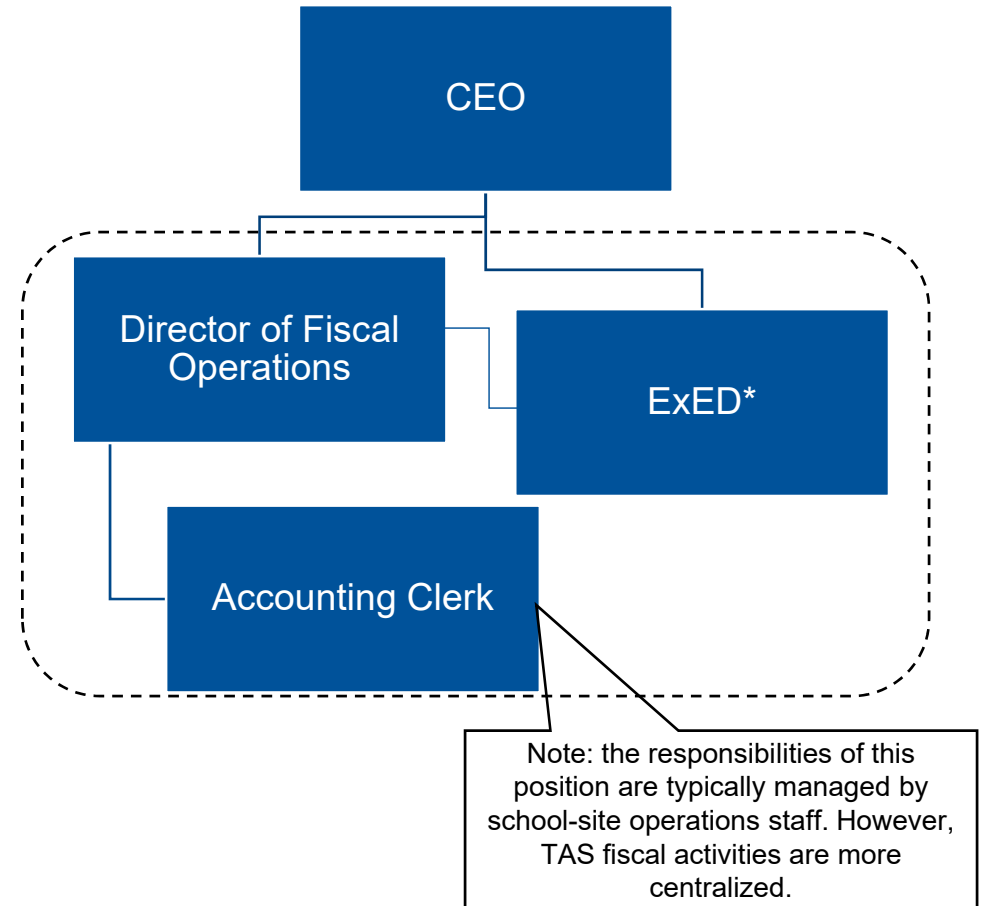 CEO
Director of Fiscal
Operations
ExED*
Accounting Clerk
Note: the responsibilities of this
position are typically managed by
school-site operations staff. However,
TAS fiscal activities are more
centralized.